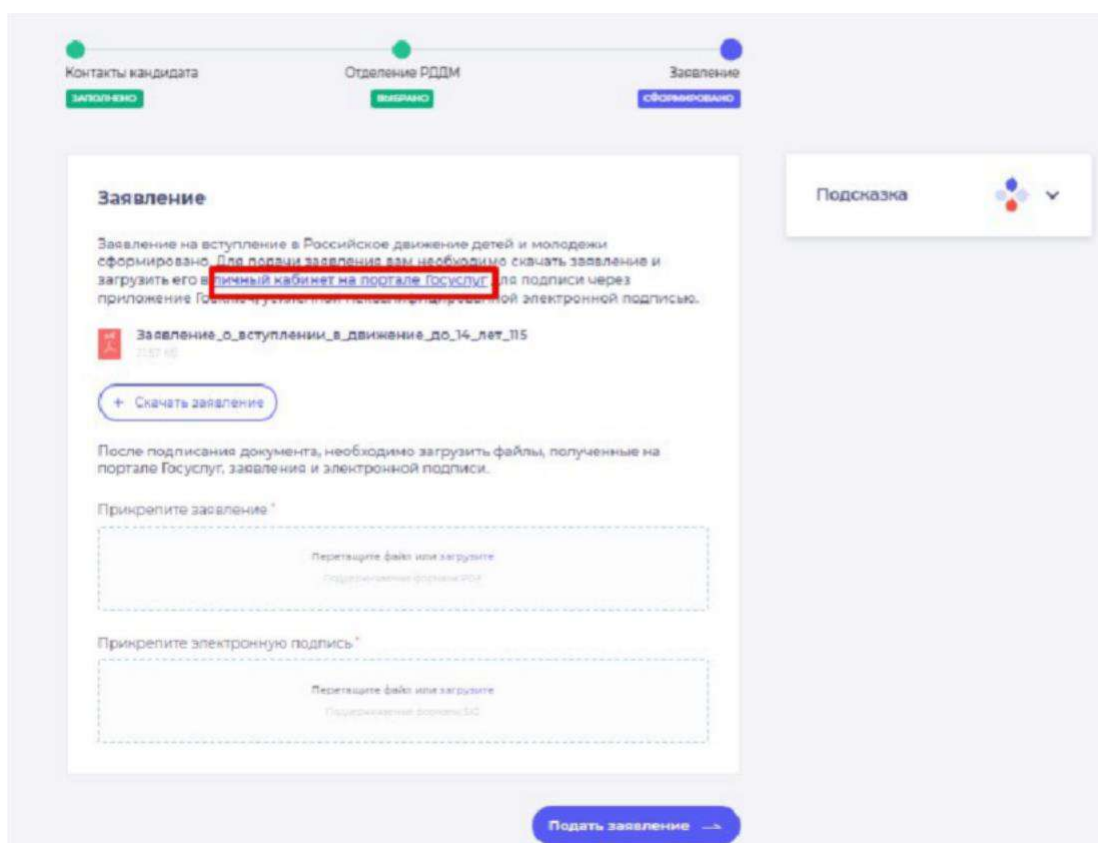 Контакты кандидата
Отделение РДДМ
Заявление
ЗАПОЛНЕНО
ВЫБРАНО
СФОРМИРОВАНО
Заявление
Подсказка
Заявление на вступление в Российское движение детей и молодежи
сформировано. Для подачи заявления вам необходимо скачать заявление и
загрузить его в личный кабинет на портале Госуслуг для подписи через
приложение электронной подписью.
Заявление_о_вступлении_в_движение_до_14_лет_115
+ Скачать заявление
После подписания документа, необходимо загрузить файлы, полученные на
портале Госуслуг, заявления и электронной подписи.
Прикрепите заявление *
Перетащите файл или загрузите
Поддерживаемые форматы: PDF
Прикрепите электронную подпись *
Перетащите файл или загрузите
Подать заявление →